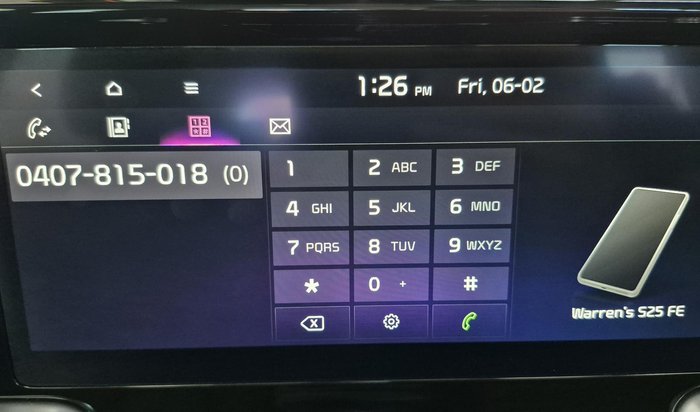 1:26 PM Fri, 06-02
0407-815-018 (0)
1 2 ABC 3 DEF
4 GHI 5 JKL 6 MNO
7 PQRS 8 TUV 9 WXYZ
* 0 + #
Warren's S25 FE